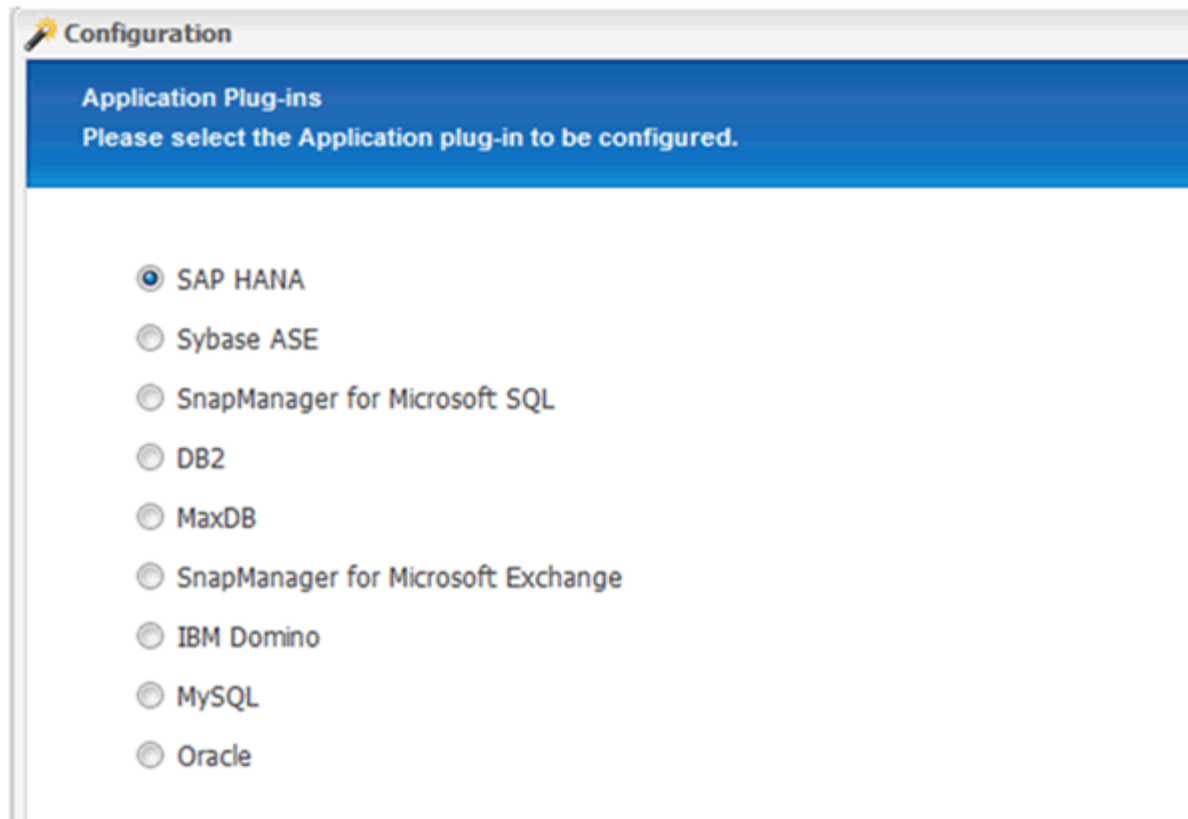 Configuration
Application Plug-ins
Please select the Application plug-in to be configured.
SAP HANA
Sybase ASE
SnapManager for Microsoft SQL
DB2
MaxDB
SnapManager for Microsoft Exchange
IBM Domino
MySQL
Oracle